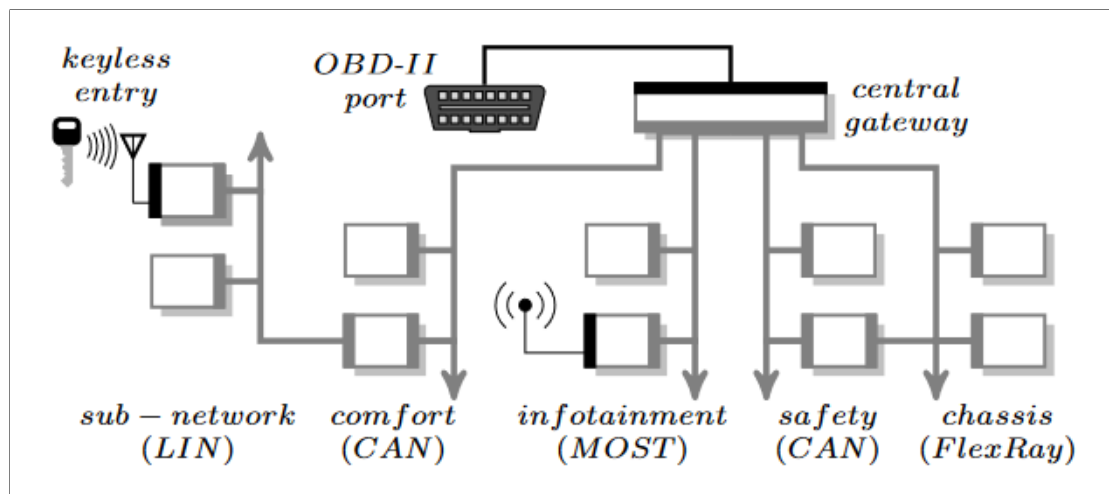 keyless
entry
OBD-II
port
central
gateway
sub − network
(LIN)
comfort
(CAN)
infotainment
(MOST)
safety
(CAN)
chassis
(FlexRay)